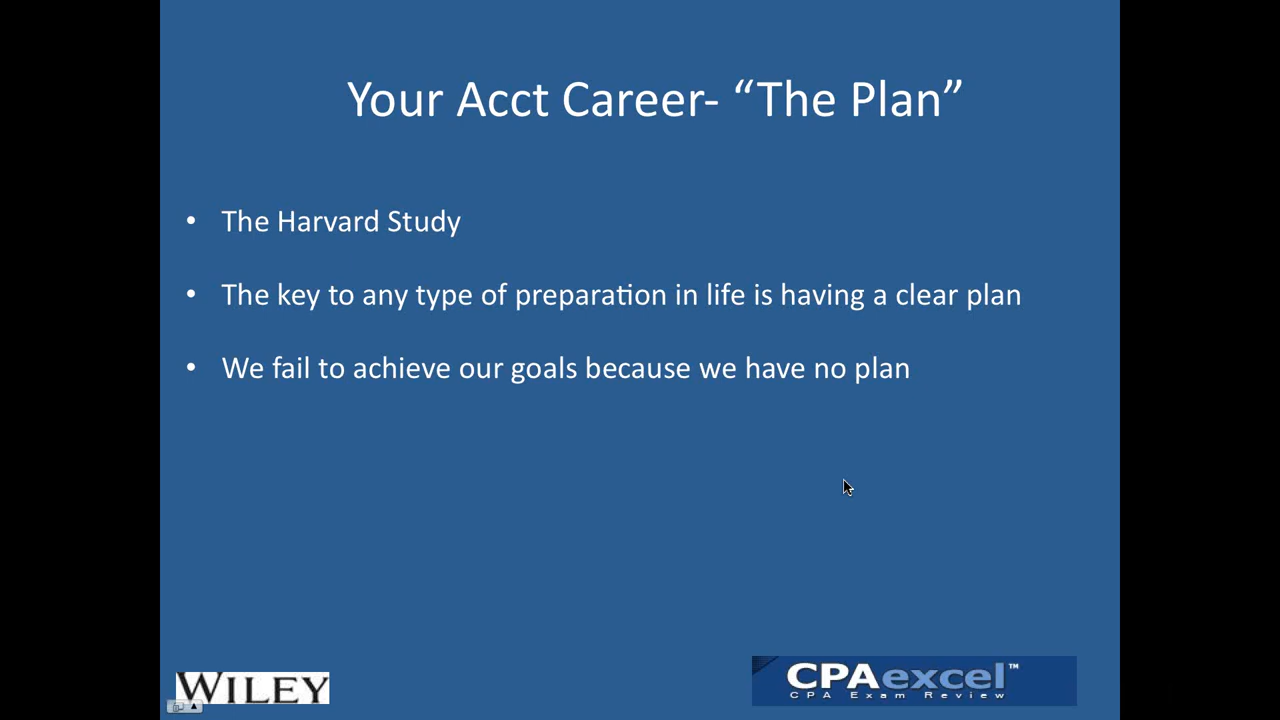 Your Acct Career- “The Plan”
• The Harvard Study
• The key to any type of preparation in life is having a clear plan
• We fail to achieve our goals because we have no plan
WILEY
CPAexcel™
CPA Exam Review